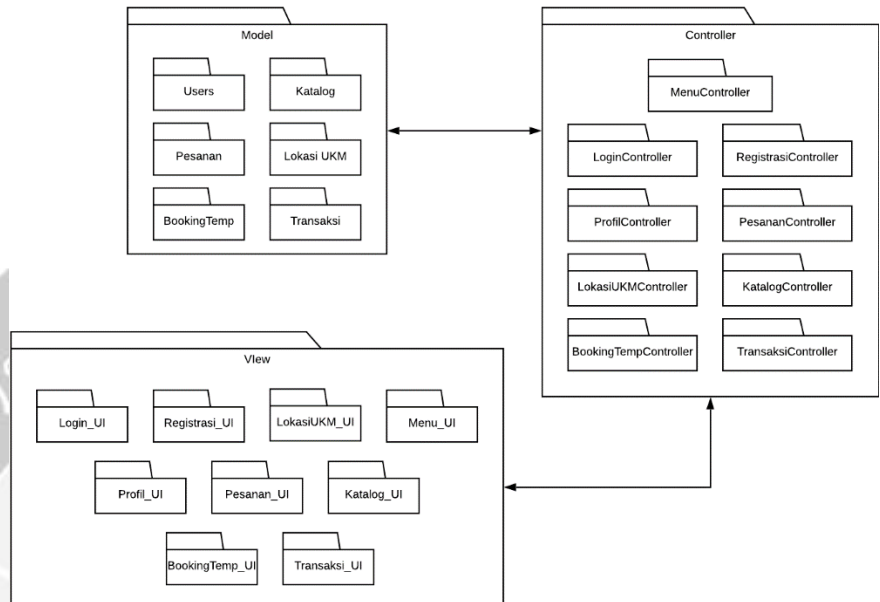 Model
Users
Katalog
Pesanan
Lokasi UKM
BookingTemp
Transaksi
Controller
MenuController
LoginController
RegistrasiController
ProfilController
PesananController
LokasiUKMController
KatalogController
BookingTempController
TransaksiController
VIew
Login_UI
Registrasi_UI
LokasiUKM_UI
Menu_UI
Profil_UI
Pesanan_UI
Katalog_UI
BookingTemp_UI
Transaksi_UI